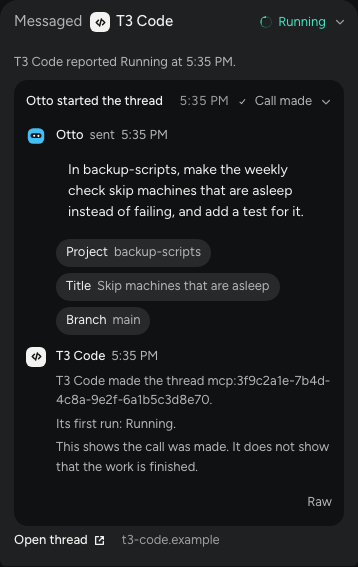 Messaged T3 Code Running
T3 Code reported Running at 5:35 PM.
Otto started the thread 5:35 PM ✓ Call made
Otto sent 5:35 PM
In backup-scripts, make the weekly
check skip machines that are asleep
instead of failing, and add a test for it.
Project backup-scripts
Title Skip machines that are asleep
Branch main
T3 Code 5:35 PM
T3 Code made the thread mcp:3f9c2a1e-7b4d-
4c8a-9e2f-6a1b5c3d8e70.
Its first run: Running.
This shows the call was made. It does not show
that the work is finished.
Raw
Open thread t3-code.example